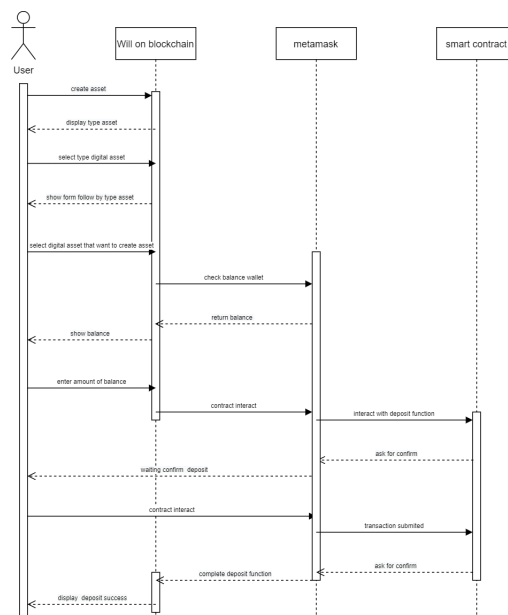 Will on blockchain
metamask
smart contract
User
create asset
display type asset
select type digital asset
show form follow by type asset
select digital asset that want to create asset
check balance wallet
return balance
show balance
enter amount of balance
contract interact
interact with deposit function
ask for confirm
waiting confirm deposit
contract interact
transaction submited
ask for confirm
complete deposit function
display deposit success